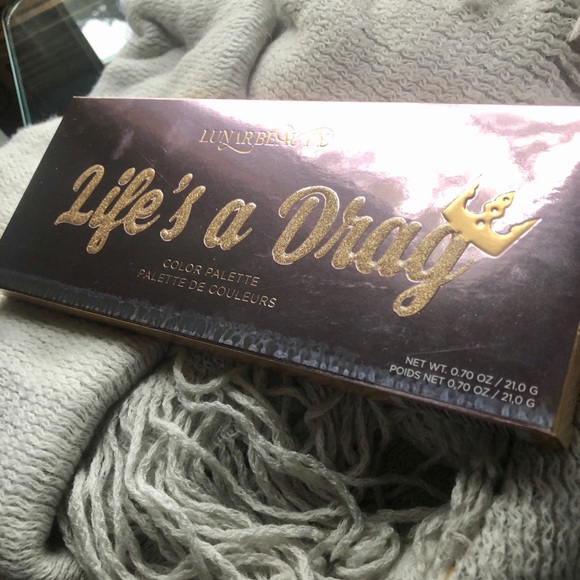 LUNAR BEAUTY
Life's a Drag
COLOR PALETTE
PALETTE DE COULEURS
NET WT. 0.70 OZ / 21.0 G
POIDS NET 0.70 OZ / 21.0 G